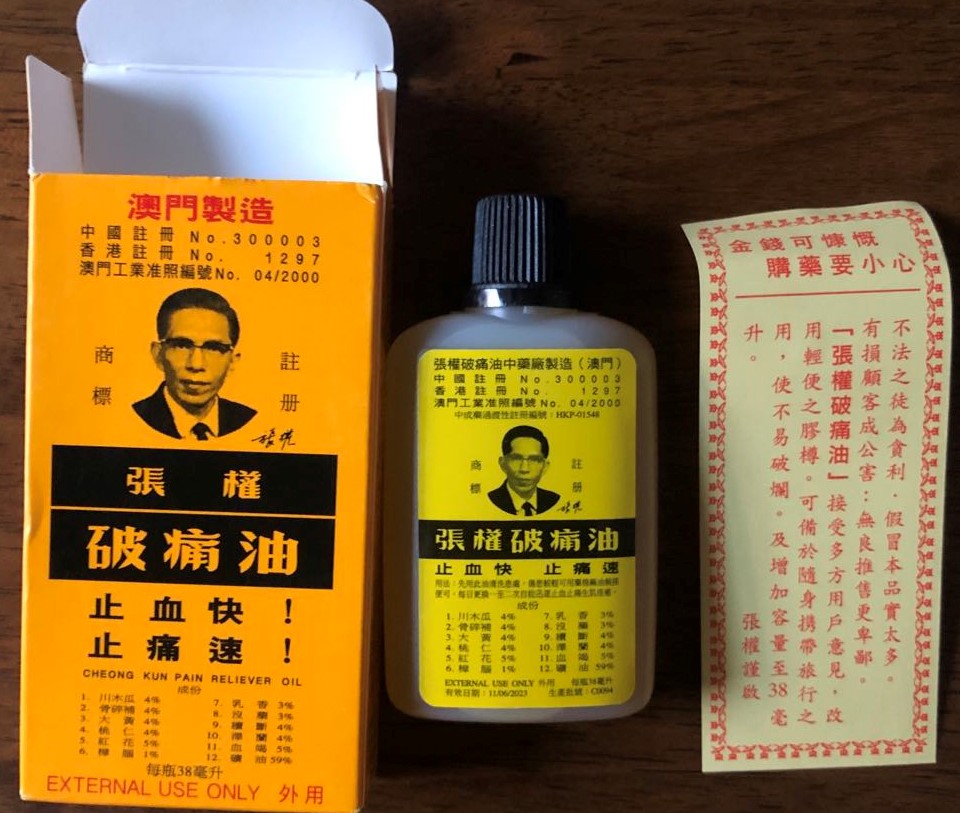 澳門製造
中國註冊 No.300003
香港註冊 No. 1297
澳門工業准照編號No. 04/2000
商標
註册
張權
破痛油
止血快！
止痛速！
CHEONG KUN PAIN RELIEVER OIL
成份
1. 川木瓜 4%
2. 骨碎補 4%
3. 大黃 4%
4. 桃仁 4%
5. 紅花 5%
6. 樟腦 1%
7. 乳香 3%
8. 沒藥 3%
9. 續斷 4%
10. 澤蘭 4%
11. 血竭 5%
12. 礦油 59%
每瓶38毫升
EXTERNAL USE ONLY 外用
張權破痛油中藥廠製造（澳門）
中國註冊 No.300003
香港註冊 No. 1297
澳門工業准照編號No. 04/2000
中成藥過渡性註冊編號：HKP-01548
商標
註册
張權破痛油
止血快 止痛速
成份
1. 川木瓜 4%
2. 骨碎補 4%
3. 大黃 4%
4. 桃仁 4%
5. 紅花 5%
6. 樟腦 1%
7. 乳香 3%
8. 沒藥 3%
9. 續斷 4%
10. 澤蘭 4%
11. 血竭 5%
12. 礦油 59%
EXTERNAL USE ONLY 外用 每瓶38毫升
有效日期：11/06/2023 生產批號：C0094
金錢可慷慨
購藥要小心
不法之徒為貪利．假冒本品實太多。
有損顧客成公害：無良推售更卑鄙。
「張權破痛油」接受多方用戶意見，改
用輕便之膠樽。可備於隨身携帶旅行之
用，使不易破爛。及增加容量至38毫
升。
張權謹啟